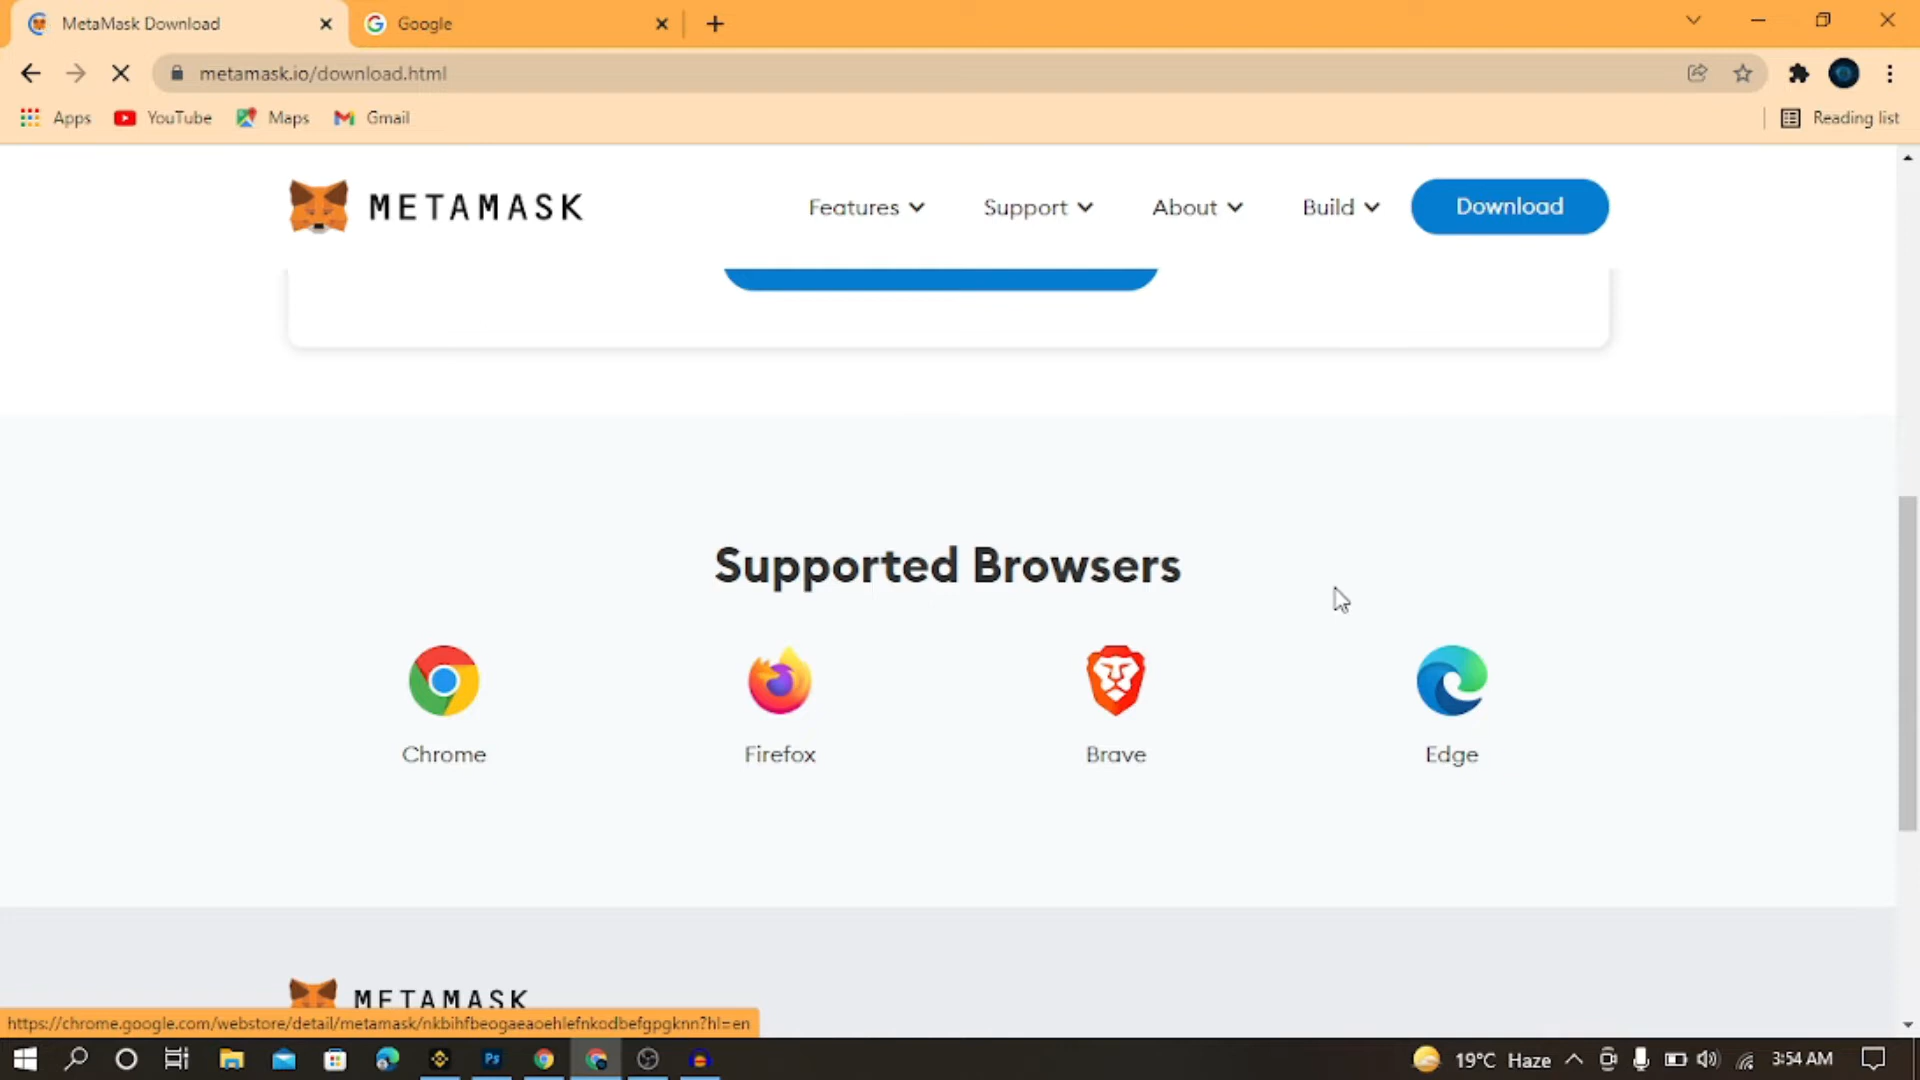 MetaMask Download
Google
metamask.io/download.html
Apps
YouTube
Maps
Gmail
Reading list
METAMASK
Features
Support
About
Build
Download
Supported Browsers
Chrome
Firefox
Brave
Edge
METAMASK
https://chrome.google.com/webstore/detail/metamask/nkbihfbeogaeaoehlefnkodbefgpgknn?hl=en
Ps
19°C Haze
3:54 AM